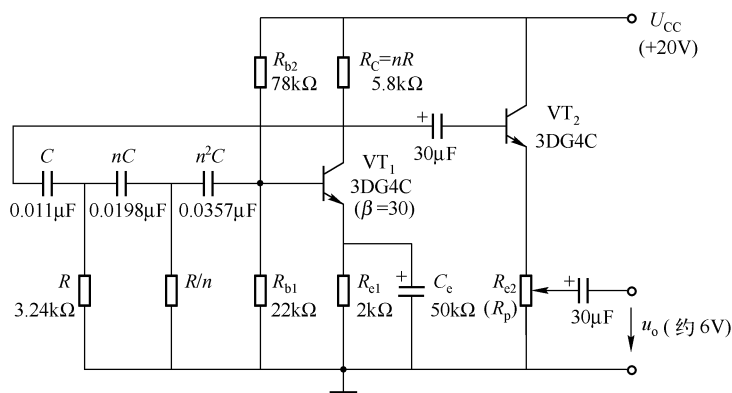 U_CC
(+20V)
R_b2
78kΩ
R_C=nR
5.8kΩ
+
30μF
VT_2
3DG4C
C
0.011μF
nC
0.0198μF
n²C
0.0357μF
VT_1
3DG4C
(β=30)
R
3.24kΩ
R/n
R_b1
22kΩ
R_e1
2kΩ
+
C_e
50kΩ
R_e2
(R_p)
+
30μF
u_o (约 6V)